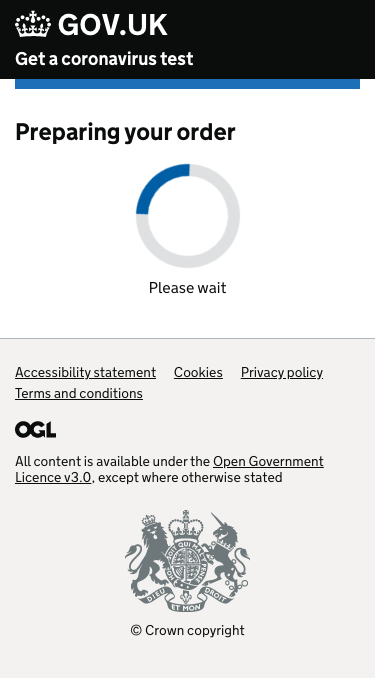 GOV.UK
Get a coronavirus test
Preparing your order
Please wait
Accessibility statement Cookies Privacy policy
Terms and conditions
OGL
All content is available under the Open Government
Licence v3.0, except where otherwise stated
DIEU ET MON DROIT
© Crown copyright